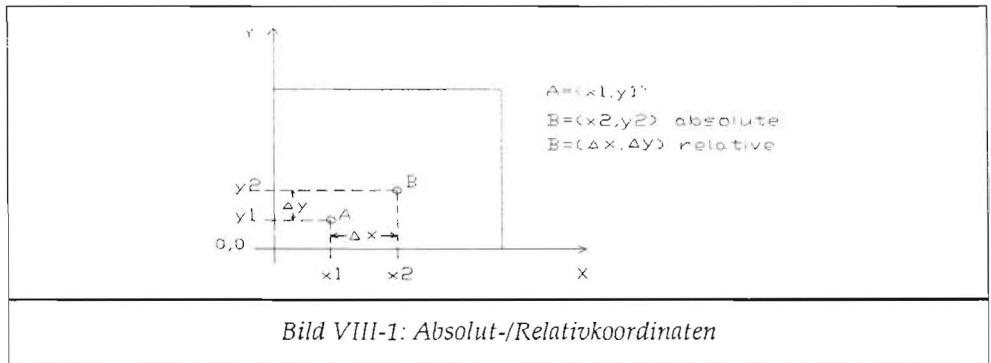 Y
A=(x1,y1)
B=(x2,y2) absolute
B=(Δx,Δy) relative
y2
B
Δy
y1
A
0,0
Δx
x1 x2 X
Bild VIII-1: Absolut-/Relativkoordinaten